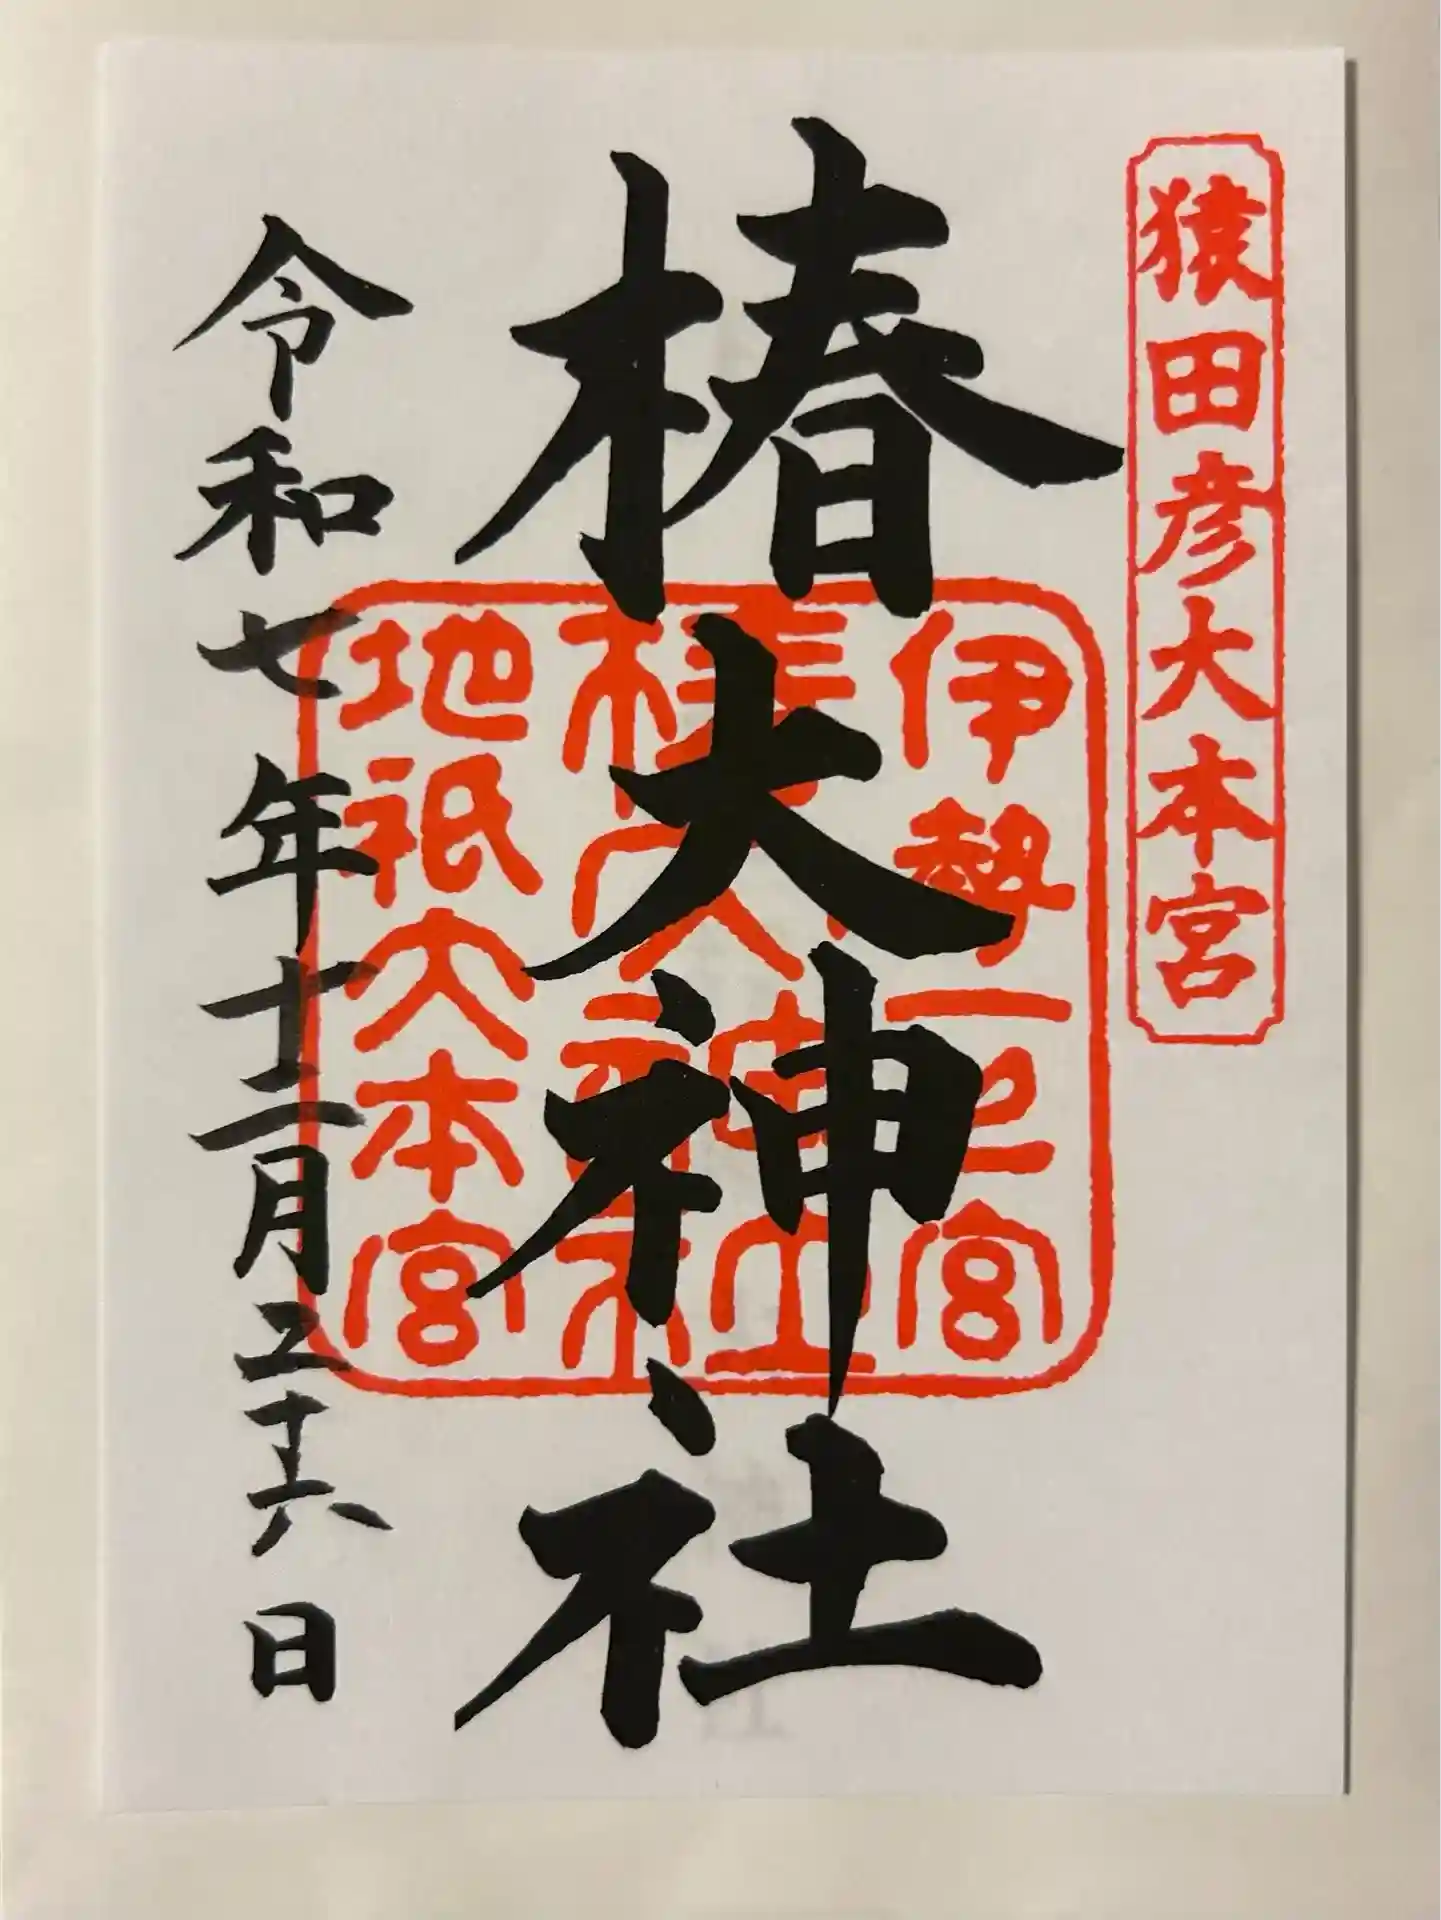 猿田彦大本宮
椿大神社
伊勢一之宮
椿大神社
地祇大本宮
令和七年十二月二十六日